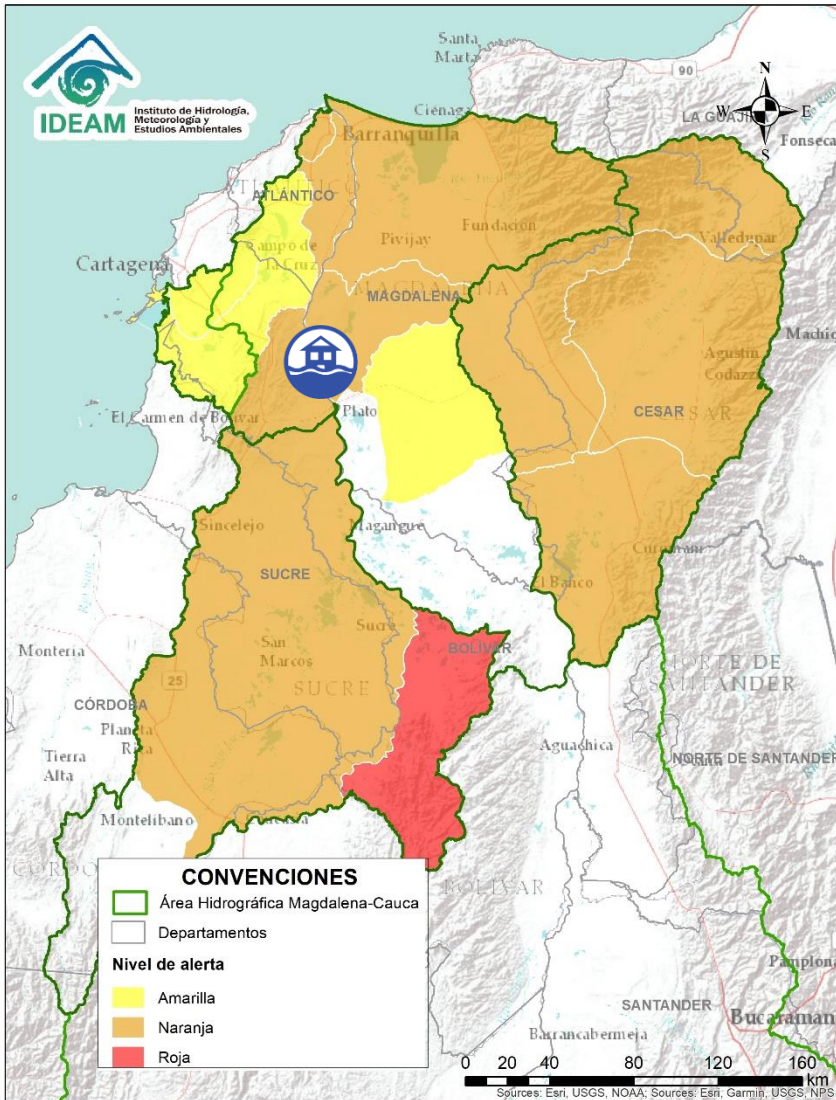 IDEAM
Instituto de Hidrología,
Meteorología y
Estudios Ambientales
Santa
Marta
90
N
W
E
S
Ciénaga
LA GUAJI
Fonseca
Barranquilla
ATLÁNTICO
Fundación
Valledupar
Pivijay
Campo de
la Cruz
Cartagena
MAGDALENA
Agustín
Codazzi
El Carmen de Bolívar
Plato
CESAR
Sincelejo
Magangué
Curumaní
El Banco
SUCRE
Sucre
BOLÍVAR
Montería
San
Marcos
SUCRE
NORTE DE
SANTANDER
25
CÓRDOBA
Planeta
Rica
Aguachica
NORTE DE SANTANDER
Tierra
Alta
Montelíbano
BOLÍVAR
Pamplona
SANTANDER
Bucaraman
Barrancabermeja
CONVENCIONES
Área Hidrográfica Magdalena-Cauca
Departamentos
Nivel de alerta
Amarilla
Naranja
Roja
0 20 40 80 120 160
km
Sources: Esri, USGS, NOAA; Sources: Esri, Garmin, USGS, NPS